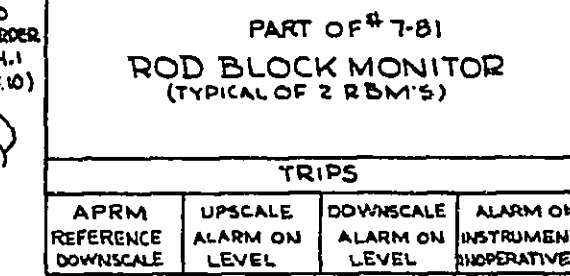 PART OF # 7-81
ROD BLOCK MONITOR
(TYPICAL OF 2 RBM'S)
TRIPS
APRM
REFERENCE
DOWNSCALE
UPSCALE
ALARM ON
LEVEL
DOWNSCALE
ALARM ON
LEVEL
ALARM ON
INSTRUMENT
INOPERATIVE